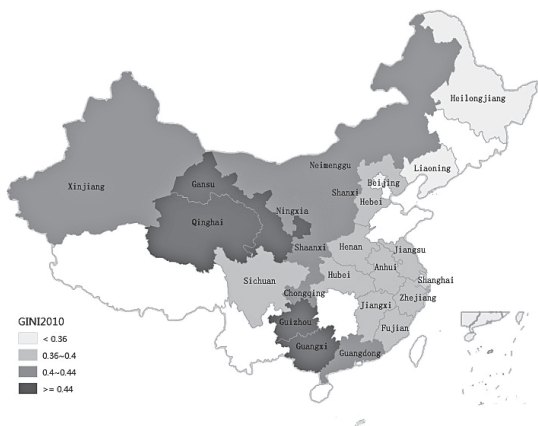 Heilongjiang
Liaoning
Neimenggu
Beijing
Xinjiang
Gansu
Shanxi
Hebei
Qinghai
Ningxia
Shaanxi
Henan
Jiangsu
Anhui
Hubei
Shanghai
Sichuan
Chongqing
Zhejiang
Jiangxi
Guizhou
Fujian
Guangxi
Guangdong
GINI2010
< 0.36
0.36~0.4
0.4~0.44
>= 0.44